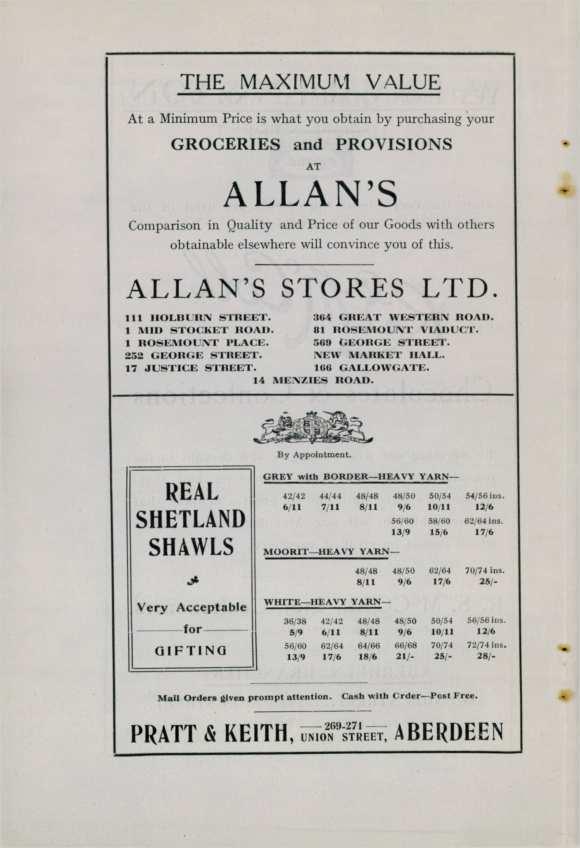 THE MAXIMUM VALUE
At a Minimum Price is what you obtain by purchasing your
GROCERIES and PROVISIONS
AT
ALLAN'S
Comparison in Quality and Price of our Goods with others
obtainable elsewhere will convince you of this.
ALLAN'S STORES LTD.
111 HOLBURN STREET.
1 MID STOCKET ROAD.
1 ROSEMOUNT PLACE.
252 GEORGE STREET.
17 JUSTICE STREET.
364 GREAT WESTERN ROAD.
81 ROSEMOUNT VIADUCT.
569 GEORGE STREET.
NEW MARKET HALL.
166 GALLOWGATE.
14 MENZIES ROAD.
By Appointment.
REAL
SHETLAND
SHAWLS
Very Acceptable
for
GIFTING
GREY with BORDER—HEAVY YARN—
42/42 44/44 48/48 48/50 50/54 54/56 ins.
6/11 7/11 8/11 9/6 10/11 12/6
56/60 58/60 62/64 ins.
13/9 15/6 17/6
MOORIT—HEAVY YARN—
48/48 48/50 62/64 70/74 ins.
8/11 9/6 17/6 25/-
WHITE—HEAVY YARN—
36/38 42/42 48/48 48/50 50/54 56/56 ins.
5/9 6/11 8/11 9/6 10/11 12/6
56/60 62/64 64/66 66/68 70/74 72/74 ins.
13/9 17/6 18/6 21/- 25/- 28/-
Mail Orders given prompt attention. Cash with Order—Post Free.
PRATT & KEITH, 269-271 UNION STREET, ABERDEEN